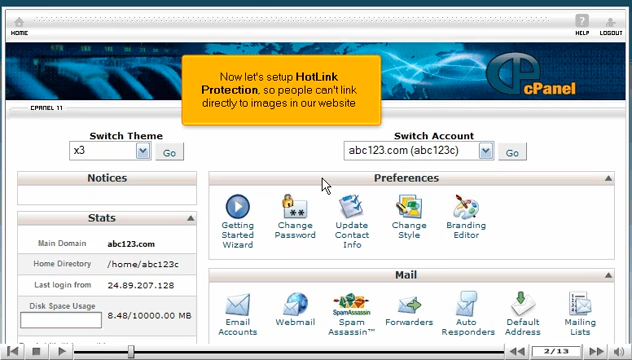 HOME
HELP
LOGOUT
Now let's setup HotLink
Protection, so people can't link
directly to images in our website
cPanel
CPANEL 11
Switch Theme
x3
Go
Switch Account
abc123.com (abc123c)
Go
Notices
Stats
Main Domain
abc123.com
Home Directory
/home/abc123c
Last login from
24.89.207.128
Disk Space Usage
8.48/10000.00 MB
Preferences
Getting
Started
Wizard
Change
Password
Update
Contact
Info
Change
Style
Branding
Editor
Mail
Email
Accounts
Webmail
SpamAssassin
Spam
Assassin™
Forwarders
Auto
Responders
Default
Address
Mailing
Lists
2/13